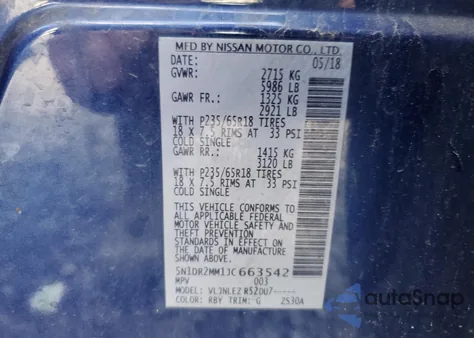 MFD BY NISSAN MOTOR CO., LTD.
DATE: 05/18
GVWR: 2715 KG
5986 LB
GAWR FR.: 1325 KG
2921 LB
WITH P235/65R18 TIRES
18 X 7.5 RIMS AT 33 PSI
COLD SINGLE
GAWR RR.: 1415 KG
3120 LB
WITH P235/65R18 TIRES
18 X 7.5 RIMS AT 33 PSI
COLD SINGLE
THIS VEHICLE CONFORMS TO
ALL APPLICABLE FEDERAL
MOTOR VEHICLE SAFETY
STANDARDS IN EFFECT ON
THE DATE OF MANUFACTURE
SHOWN ABOVE
5N1DR2MM1JC663542
MPV 003
MODEL: VLJNLEZ R52DU7-----
COLOR: RBY TRIM: G ZS30A
AutoSnap